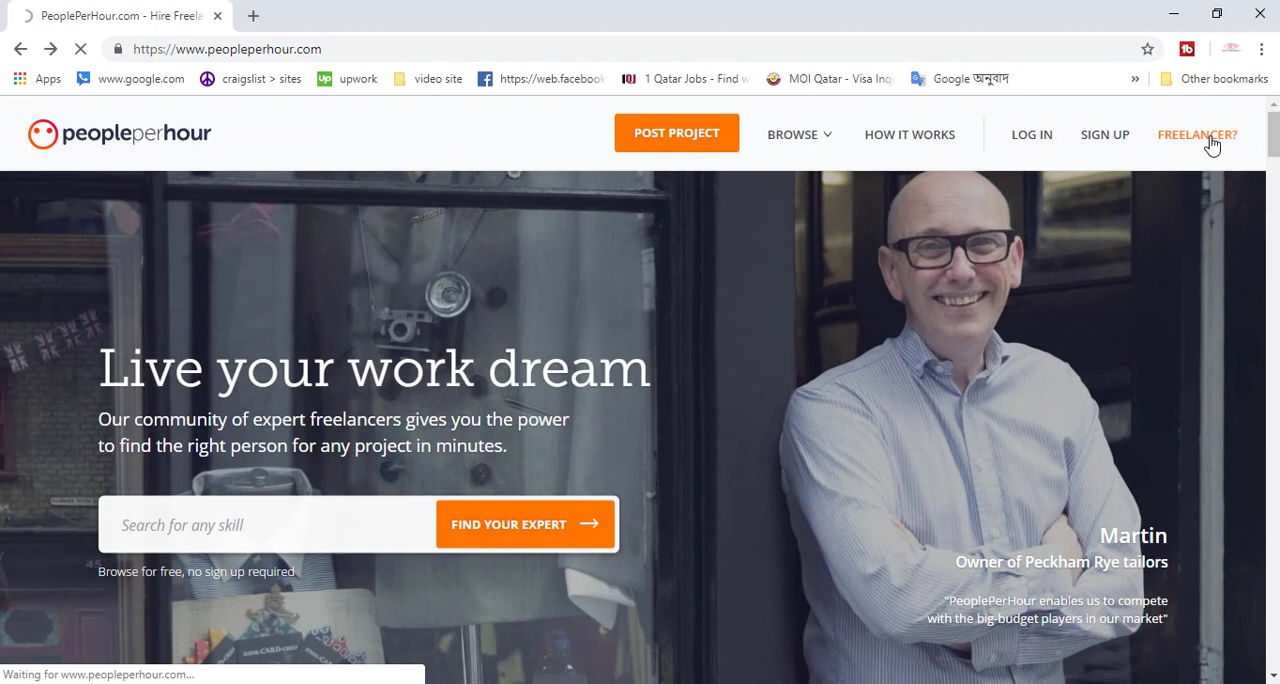 PeoplePerHour.com - Hire Freela
https://www.peopleperhour.com
Apps
www.google.com
craigslist > sites
Up
upwork
video site
https://web.facebook
1 Qatar Jobs - Find w
MOI Qatar - Visa Inq
Google অনুবাদ
»
Other bookmarks
peopleperhour
POST PROJECT
BROWSE
HOW IT WORKS
LOG IN
SIGN UP
FREELANCER?
Live your work dream
Our community of expert freelancers gives you the power
to find the right person for any project in minutes.
Search for any skill
FIND YOUR EXPERT
Browse for free, no sign up required
Martin
Owner of Peckham Rye tailors
"PeoplePerHour enables us to compete
with the big-budget players in our market"
Waiting for www.peopleperhour.com...